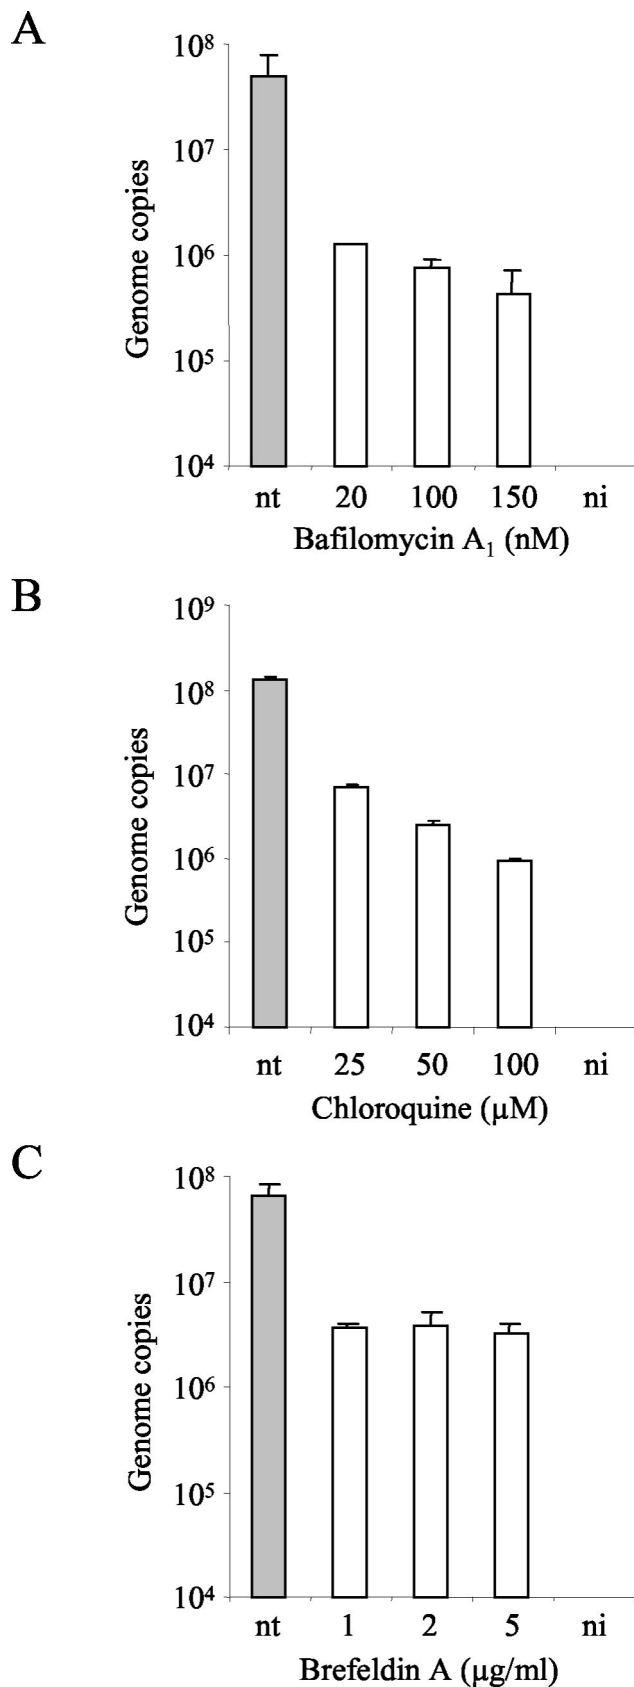 A
Genome copies
10⁸
10⁷
10⁶
10⁵
10⁴
nt 20 100 150 ni
Bafilomycin A₁ (nM)
B
Genome copies
10⁹
10⁸
10⁷
10⁶
10⁵
10⁴
nt 25 50 100 ni
Chloroquine (µM)
C
Genome copies
10⁸
10⁷
10⁶
10⁵
10⁴
nt 1 2 5 ni
Brefeldin A (µg/ml)